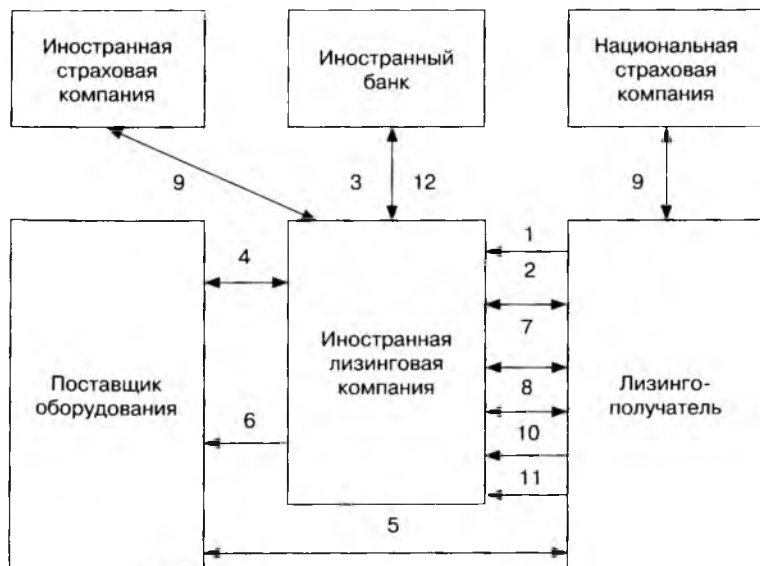 Иностранная
страховая
компания
Иностранный
банк
Национальная
страховая
компания
9
3
12
9
1
4
2
7
Иностранная
лизинговая
компания
Поставщик
оборудования
8
Лизинго-
получатель
6
10
11
5